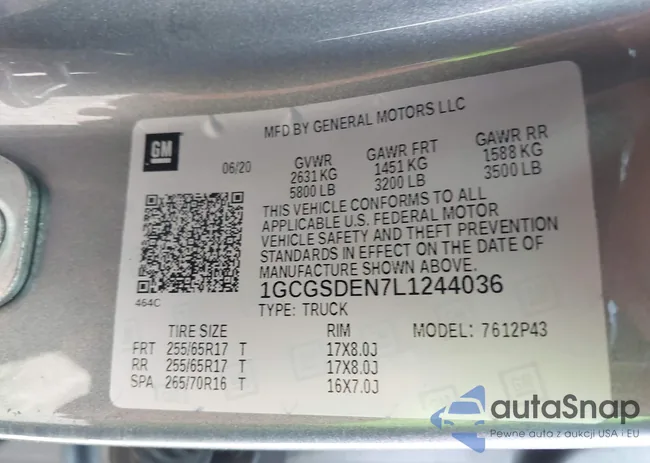 MFD BY GENERAL MOTORS LLC
GM
06/20
GVWR GAWR FRT GAWR RR
2631 KG 1451 KG 1588 KG
5800 LB 3200 LB 3500 LB
THIS VEHICLE CONFORMS TO ALL
APPLICABLE U.S. FEDERAL MOTOR
VEHICLE SAFETY AND THEFT PREVENTION
STANDARDS IN EFFECT ON THE DATE OF
MANUFACTURE SHOWN ABOVE.
464C
1GCGSDEN7L1244036
TYPE: TRUCK
TIRE SIZE RIM MODEL: 7612P43
FRT 255/65R17 T 17X8.0J
RR 255/65R17 T 17X8.0J
SPA 265/70R16 T 16X7.0J
autaSnap
Pewne auto z aukcji USA i EU